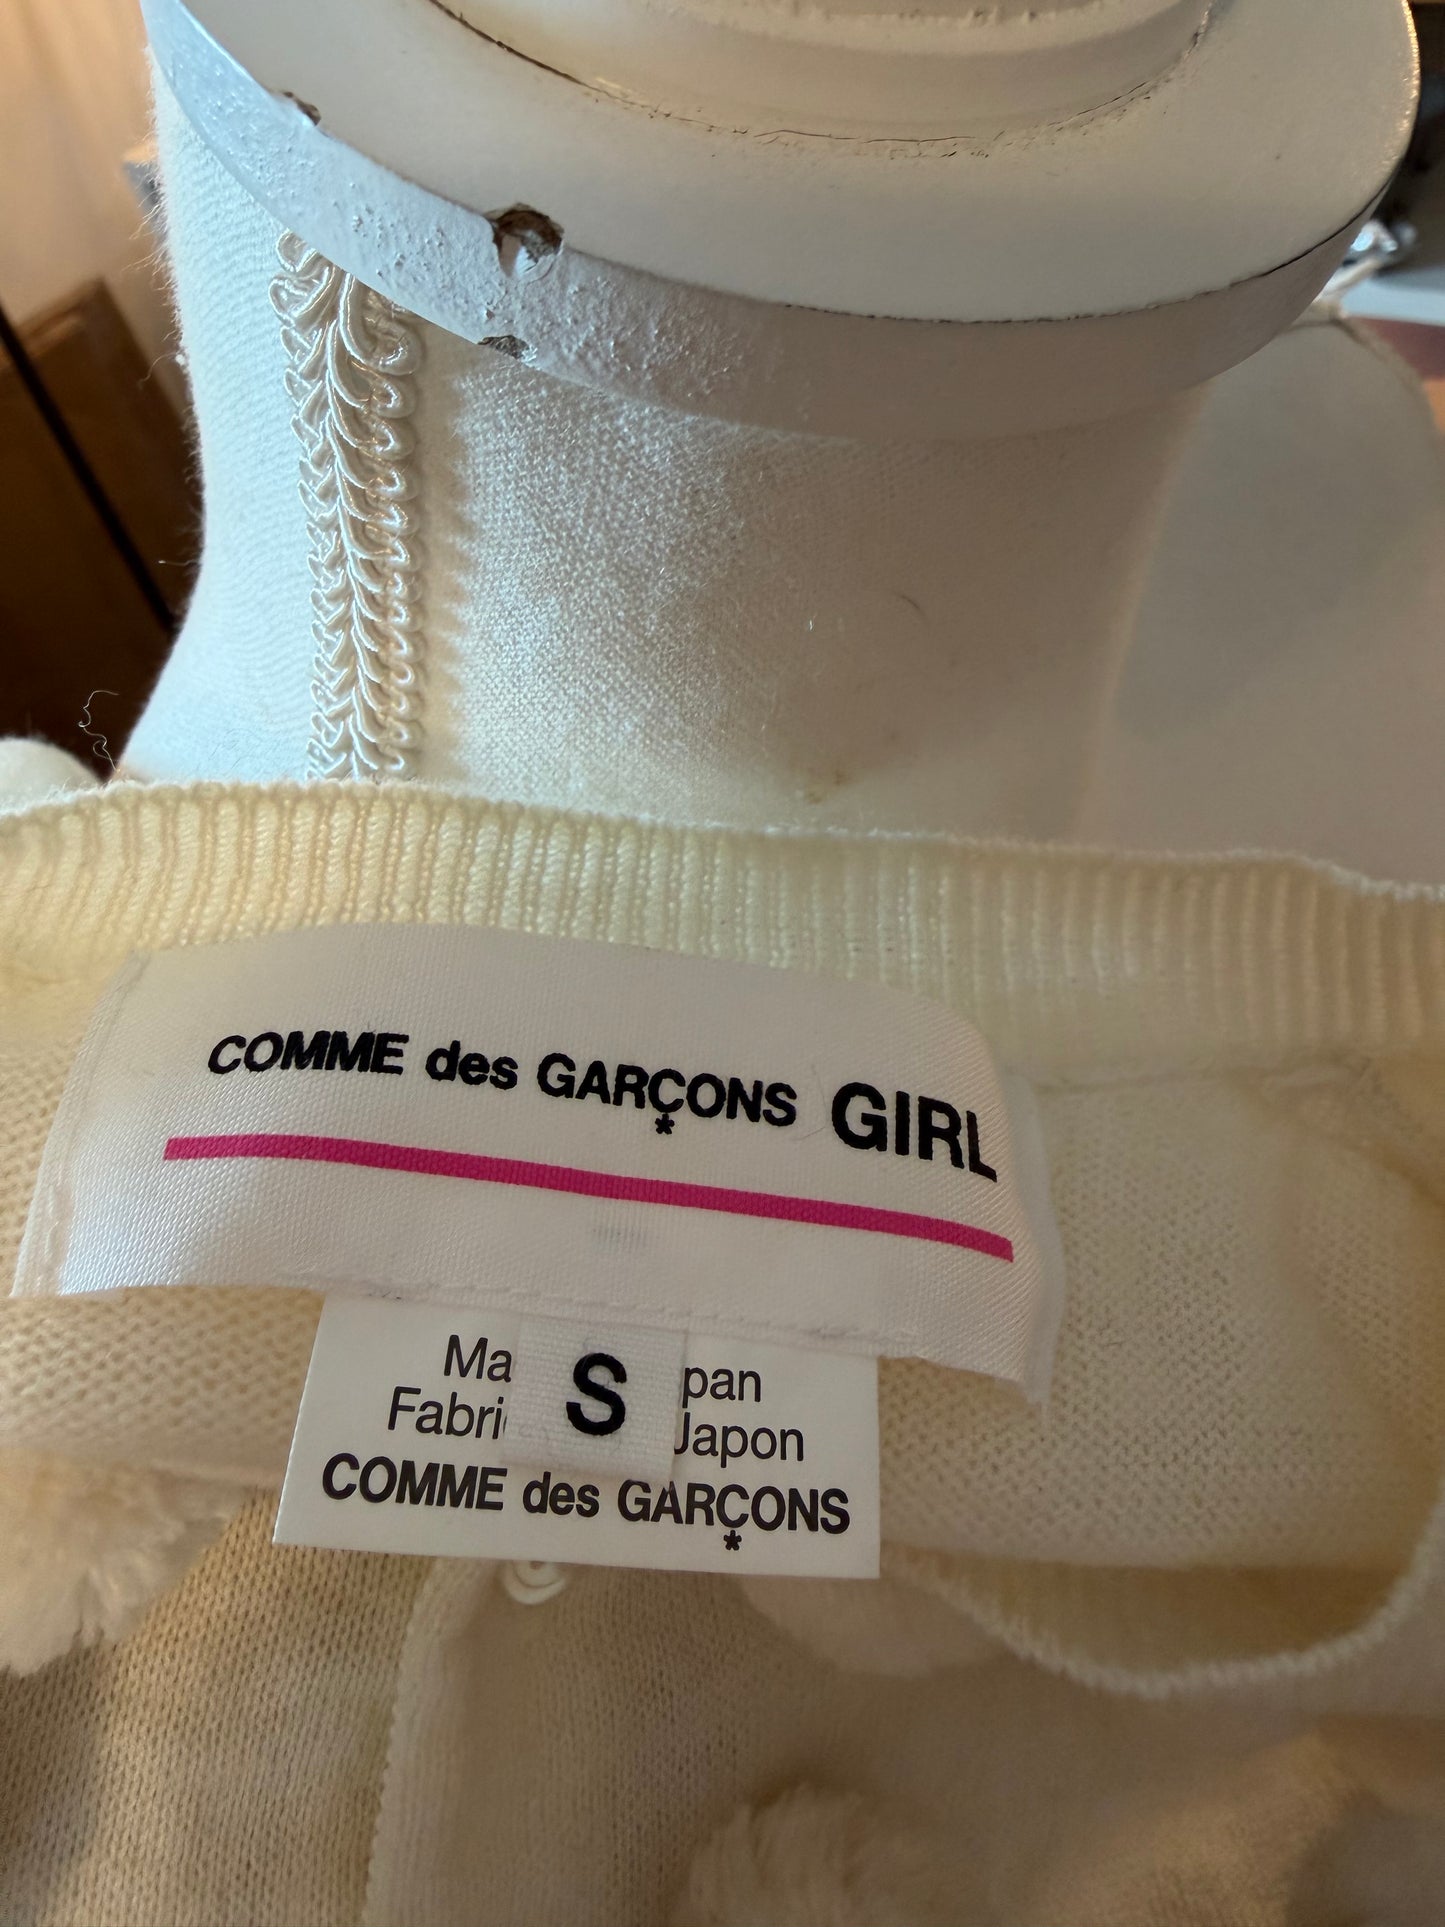 COMME des GARÇONS GIRL
*
S
Ma pan
Fabri Japon
COMME des GARÇONS
*